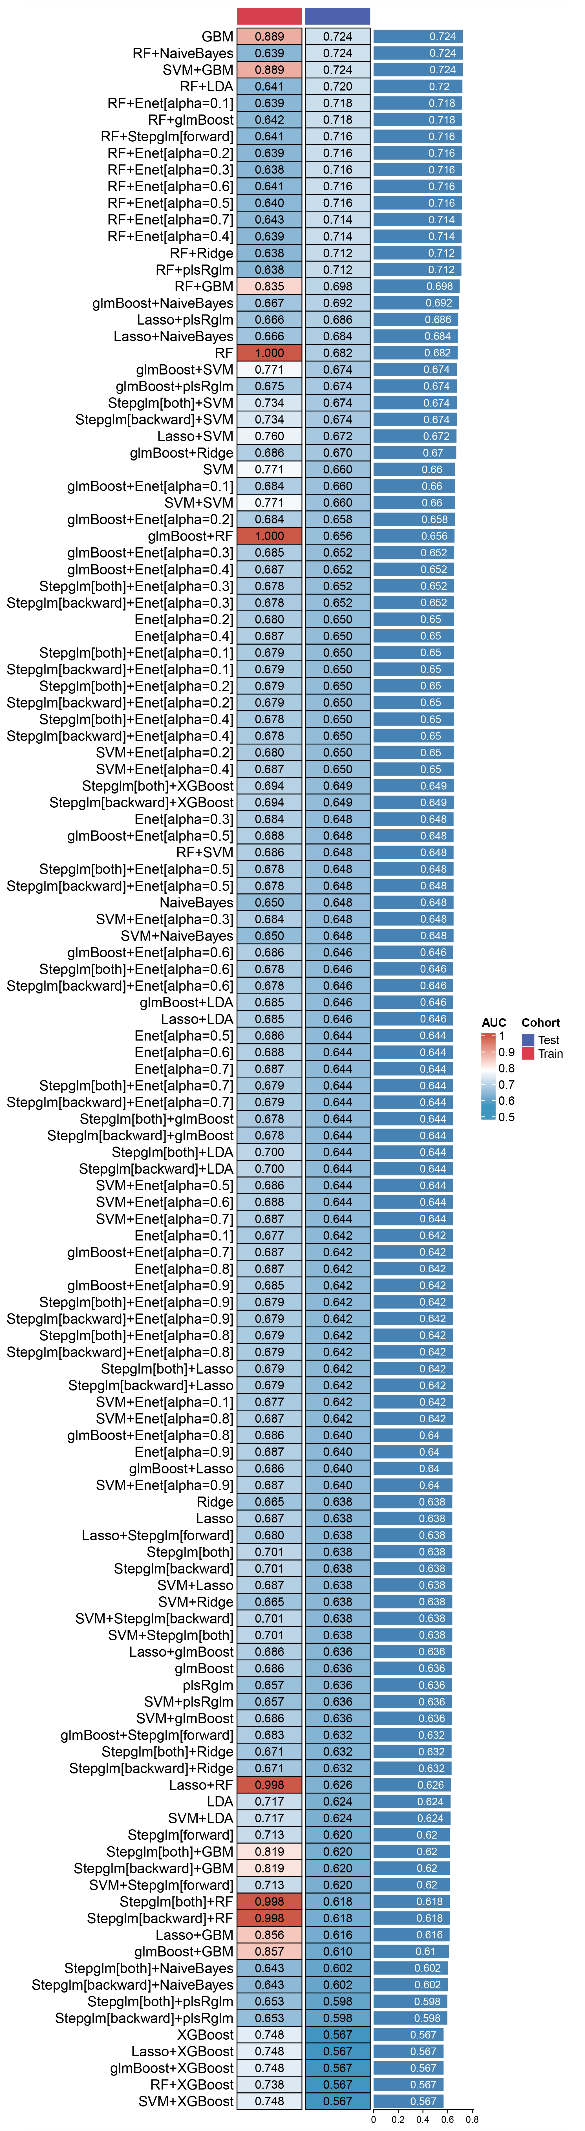 GBM 0.889 0.724 0.724
RF+NaiveBayes 0.639 0.724 0.724
SVM+GBM 0.889 0.724 0.724
RF+LDA 0.641 0.720 0.72
RF+Enet[alpha=0.1] 0.639 0.718 0.718
RF+glmBoost 0.642 0.718 0.718
RF+Stepglm[forward] 0.641 0.716 0.716
RF+Enet[alpha=0.2] 0.639 0.716 0.716
RF+Enet[alpha=0.3] 0.638 0.716 0.716
RF+Enet[alpha=0.6] 0.641 0.716 0.716
RF+Enet[alpha=0.5] 0.640 0.716 0.716
RF+Enet[alpha=0.7] 0.643 0.714 0.714
RF+Enet[alpha=0.4] 0.639 0.714 0.714
RF+Ridge 0.638 0.712 0.712
RF+plsRglm 0.638 0.712 0.712
RF+GBM 0.835 0.698 0.698
glmBoost+NaiveBayes 0.667 0.692 0.692
Lasso+plsRglm 0.666 0.686 0.686
Lasso+NaiveBayes 0.666 0.684 0.684
RF 1.000 0.682 0.682
glmBoost+SVM 0.771 0.674 0.674
glmBoost+plsRglm 0.675 0.674 0.674
Stepglm[both]+SVM 0.734 0.674 0.674
Stepglm[backward]+SVM 0.734 0.674 0.674
Lasso+SVM 0.760 0.672 0.672
glmBoost+Ridge 0.686 0.670 0.67
SVM 0.771 0.660 0.66
glmBoost+Enet[alpha=0.1] 0.684 0.660 0.66
SVM+SVM 0.771 0.660 0.66
glmBoost+Enet[alpha=0.2] 0.684 0.658 0.658
glmBoost+RF 1.000 0.656 0.656
glmBoost+Enet[alpha=0.3] 0.685 0.652 0.652
glmBoost+Enet[alpha=0.4] 0.687 0.652 0.652
Stepglm[both]+Enet[alpha=0.3] 0.678 0.652 0.652
Stepglm[backward]+Enet[alpha=0.3] 0.678 0.652 0.652
Enet[alpha=0.2] 0.680 0.650 0.65
Enet[alpha=0.4] 0.687 0.650 0.65
Stepglm[both]+Enet[alpha=0.1] 0.679 0.650 0.65
Stepglm[backward]+Enet[alpha=0.1] 0.679 0.650 0.65
Stepglm[both]+Enet[alpha=0.2] 0.679 0.650 0.65
Stepglm[backward]+Enet[alpha=0.2] 0.679 0.650 0.65
Stepglm[both]+Enet[alpha=0.4] 0.678 0.650 0.65
Stepglm[backward]+Enet[alpha=0.4] 0.678 0.650 0.65
SVM+Enet[alpha=0.2] 0.680 0.650 0.65
SVM+Enet[alpha=0.4] 0.687 0.650 0.65
Stepglm[both]+XGBoost 0.694 0.649 0.649
Stepglm[backward]+XGBoost 0.694 0.649 0.649
Enet[alpha=0.3] 0.684 0.648 0.648
glmBoost+Enet[alpha=0.5] 0.688 0.648 0.648
RF+SVM 0.686 0.648 0.648
Stepglm[both]+Enet[alpha=0.5] 0.678 0.648 0.648
Stepglm[backward]+Enet[alpha=0.5] 0.678 0.648 0.648
NaiveBayes 0.650 0.648 0.648
SVM+Enet[alpha=0.3] 0.684 0.648 0.648
SVM+NaiveBayes 0.650 0.648 0.648
glmBoost+Enet[alpha=0.6] 0.686 0.646 0.646
Stepglm[both]+Enet[alpha=0.6] 0.678 0.646 0.646
Stepglm[backward]+Enet[alpha=0.6] 0.678 0.646 0.646
glmBoost+LDA 0.685 0.646 0.646
Lasso+LDA 0.685 0.646 0.646
Enet[alpha=0.5] 0.686 0.644 0.644
Enet[alpha=0.6] 0.688 0.644 0.644
Enet[alpha=0.7] 0.687 0.644 0.644
Stepglm[both]+Enet[alpha=0.7] 0.679 0.644 0.644
Stepglm[backward]+Enet[alpha=0.7] 0.679 0.644 0.644
Stepglm[both]+glmBoost 0.678 0.644 0.644
Stepglm[backward]+glmBoost 0.678 0.644 0.644
Stepglm[both]+LDA 0.700 0.644 0.644
Stepglm[backward]+LDA 0.700 0.644 0.644
SVM+Enet[alpha=0.5] 0.686 0.644 0.644
SVM+Enet[alpha=0.6] 0.688 0.644 0.644
SVM+Enet[alpha=0.7] 0.687 0.644 0.644
Enet[alpha=0.1] 0.677 0.642 0.642
glmBoost+Enet[alpha=0.7] 0.687 0.642 0.642
Enet[alpha=0.8] 0.687 0.642 0.642
glmBoost+Enet[alpha=0.9] 0.685 0.642 0.642
Stepglm[both]+Enet[alpha=0.9] 0.679 0.642 0.642
Stepglm[backward]+Enet[alpha=0.9] 0.679 0.642 0.642
Stepglm[both]+Enet[alpha=0.8] 0.679 0.642 0.642
Stepglm[backward]+Enet[alpha=0.8] 0.679 0.642 0.642
Stepglm[both]+Lasso 0.679 0.642 0.642
Stepglm[backward]+Lasso 0.679 0.642 0.642
SVM+Enet[alpha=0.1] 0.677 0.642 0.642
SVM+Enet[alpha=0.8] 0.687 0.642 0.642
glmBoost+Enet[alpha=0.8] 0.686 0.640 0.64
Enet[alpha=0.9] 0.687 0.640 0.64
glmBoost+Lasso 0.686 0.640 0.64
SVM+Enet[alpha=0.9] 0.687 0.640 0.64
Ridge 0.665 0.638 0.638
Lasso 0.687 0.638 0.638
Lasso+Stepglm[forward] 0.680 0.638 0.638
Stepglm[both] 0.701 0.638 0.638
Stepglm[backward] 0.701 0.638 0.638
SVM+Lasso 0.687 0.638 0.638
SVM+Ridge 0.665 0.638 0.638
SVM+Stepglm[backward] 0.701 0.638 0.638
SVM+Stepglm[both] 0.701 0.638 0.638
Lasso+glmBoost 0.686 0.636 0.636
glmBoost 0.686 0.636 0.636
plsRglm 0.657 0.636 0.636
SVM+plsRglm 0.657 0.636 0.636
SVM+glmBoost 0.686 0.636 0.636
glmBoost+Stepglm[forward] 0.683 0.632 0.632
Stepglm[both]+Ridge 0.671 0.632 0.632
Stepglm[backward]+Ridge 0.671 0.632 0.632
Lasso+RF 0.998 0.626 0.626
LDA 0.717 0.624 0.624
SVM+LDA 0.717 0.624 0.624
Stepglm[forward] 0.713 0.620 0.62
Stepglm[both]+GBM 0.819 0.620 0.62
Stepglm[backward]+GBM 0.819 0.620 0.62
SVM+Stepglm[forward] 0.713 0.620 0.62
Stepglm[both]+RF 0.998 0.618 0.618
Stepglm[backward]+RF 0.998 0.618 0.618
Lasso+GBM 0.856 0.616 0.616
glmBoost+GBM 0.857 0.610 0.61
Stepglm[both]+NaiveBayes 0.643 0.602 0.602
Stepglm[backward]+NaiveBayes 0.643 0.602 0.602
Stepglm[both]+plsRglm 0.653 0.598 0.598
Stepglm[backward]+plsRglm 0.653 0.598 0.598
XGBoost 0.748 0.567 0.567
Lasso+XGBoost 0.748 0.567 0.567
glmBoost+XGBoost 0.748 0.567 0.567
RF+XGBoost 0.738 0.567 0.567
SVM+XGBoost 0.748 0.567 0.567
0 0.2 0.4 0.6 0.8
AUC
1
0.9
0.8
0.7
0.6
0.5
Cohort
Test
Train